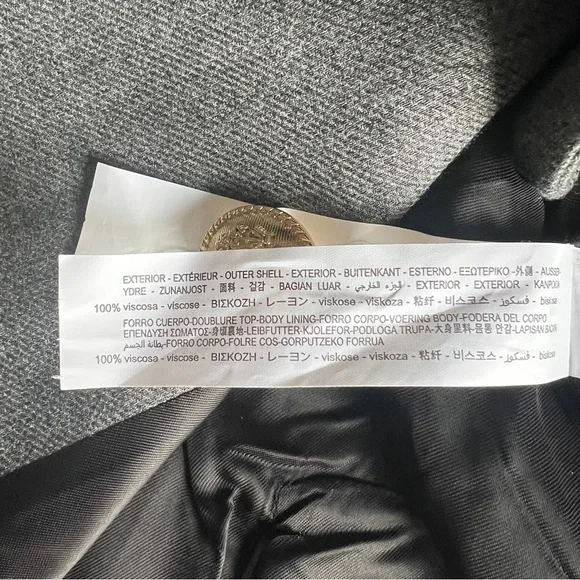 EXTERIOR - EXTÉRIEUR - OUTER SHELL - EXTERIOR - BUITENKANT - ESTERNO - ΕΞΩΤΕΡΙΚΟ -外側 - AUSSE-
YDRE - ZUNANJOST - 面料 - 겉감 - BAGIAN LUAR - الجزء الخارجي - EXTERIOR - EXTERIOR - KANPOKOA
100% viscosa - viscose - ΒΙΣΚΟΖΗ - レーヨン - viskose - viskoza - 粘纤 - 비스코스 - فسكوز - biskosa
FORRO CUERPO-DOUBLURE TOP-BODY LINING-FORRO CORPO-VOERING BODY-FODERA DEL CORPO
ΕΠΕΝΔΥΣΗ ΣΩΜΑΤΟΣ-身頃裏地-LEIBFUTTER-KJOLEFOR-PODLOGA TRUPA-大身里料-몸통 안감-LAPISAN BADAN
بطانة الجسم-FORRO CORPO-FOLRE COS-GORPUTZEKO FORRUA
100% viscosa - viscose - ΒΙΣΚΟΖΗ - レーヨン - viskose - viskoza - 粘纤 - 비스코스 - فسكوز - biskosa